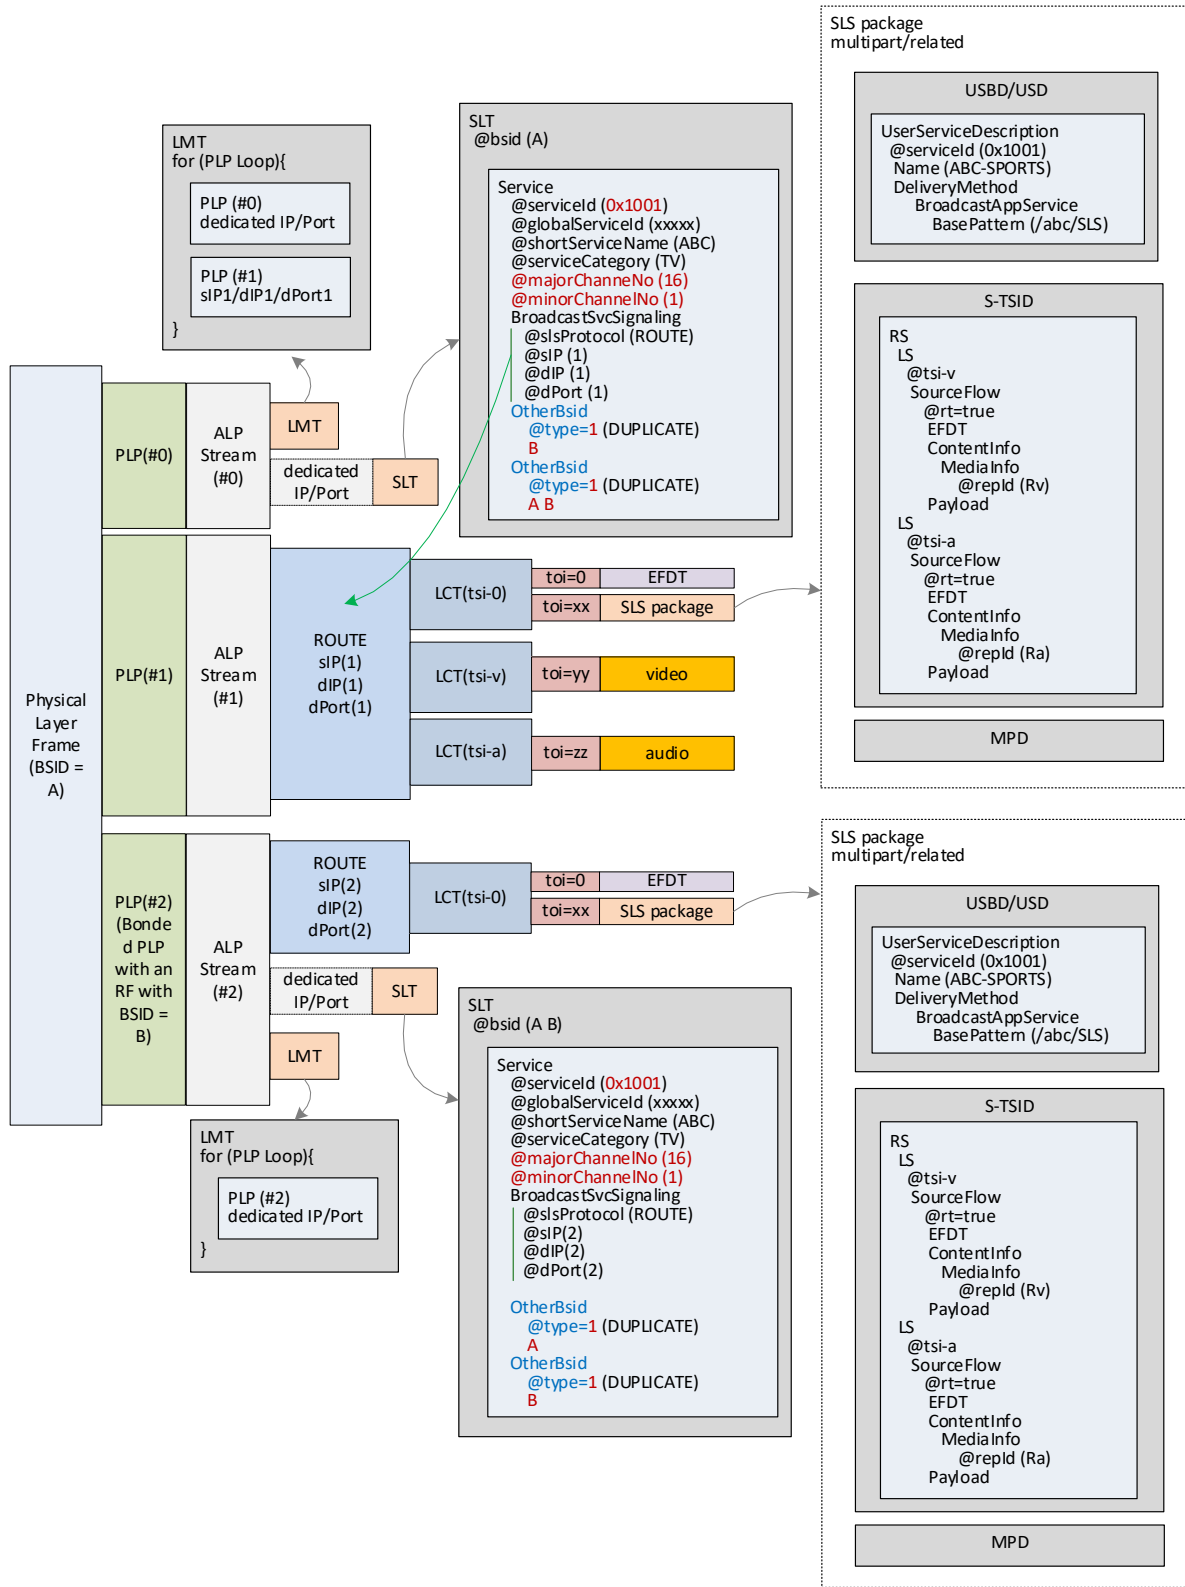 SLS package
multipart/related
USBD/USD
UserServiceDescription
@serviceId (0x1001)
Name (ABC-SPORTS)
DeliveryMethod
BroadcastAppService
BasePattern (/abc/SLS)
S-TSID
RS
LS
@tsi-v
SourceFlow
@rt=true
EFDT
ContentInfo
MediaInfo
@repId (Rv)
Payload
LS
@tsi-a
SourceFlow
@rt=true
EFDT
ContentInfo
MediaInfo
@repId (Ra)
Payload
MPD
LMT
for (PLP Loop){
PLP (#0)
dedicated IP/Port
PLP (#1)
sIP1/dIP1/dPort1
}
SLT
@bsid (A)
Service
@serviceId (0x1001)
@globalServiceId (xxxxx)
@shortServiceName (ABC)
@serviceCategory (TV)
@majorChanneNo (16)
@minorChannelNo (1)
BroadcastSvcSignaling
@slsProtocol (ROUTE)
@sIP (1)
@dIP (1)
@dPort (1)
OtherBsid
@type=1 (DUPLICATE)
B
OtherBsid
@type=1 (DUPLICATE)
A B
Physical
Layer
Frame
(BSID =
A)
PLP(#0)
ALP
Stream
(#0)
LMT
dedicated
IP/Port
SLT
PLP(#1)
ALP
Stream
(#1)
ROUTE
sIP(1)
dIP(1)
dPort(1)
LCT(tsi-0)
toi=0
EFDT
toi=xx
SLS package
LCT(tsi-v)
toi=yy
video
LCT(tsi-a)
toi=zz
audio
PLP(#2)
(Bonde
d PLP
with an
RF with
BSID =
B)
ALP
Stream
(#2)
ROUTE
sIP(2)
dIP(2)
dPort(2)
LCT(tsi-0)
toi=0
EFDT
toi=xx
SLS package
dedicated
IP/Port
SLT
LMT
LMT
for (PLP Loop){
PLP (#2)
dedicated IP/Port
}
SLT
@bsid (A B)
Service
@serviceId (0x1001)
@globalServiceId (xxxxx)
@shortServiceName (ABC)
@serviceCategory (TV)
@majorChannelNo (16)
@minorChannelNo (1)
BroadcastSvcSignaling
@slsProtocol (ROUTE)
@sIP(2)
@dIP(2)
@dPort(2)
OtherBsid
@type=1 (DUPLICATE)
A
OtherBsid
@type=1 (DUPLICATE)
B
SLS package
multipart/related
USBD/USD
UserServiceDescription
@serviceId (0x1001)
Name (ABC-SPORTS)
DeliveryMethod
BroadcastAppService
BasePattern (/abc/SLS)
S-TSID
RS
LS
@tsi-v
SourceFlow
@rt=true
EFDT
ContentInfo
MediaInfo
@repId (Rv)
Payload
LS
@tsi-a
SourceFlow
@rt=true
EFDT
ContentInfo
MediaInfo
@repId (Ra)
Payload
MPD